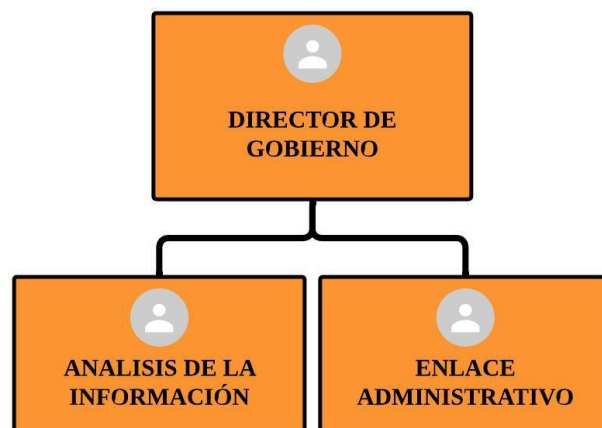 DIRECTOR DE
GOBIERNO
ANALISIS DE LA
INFORMACIÓN
ENLACE
ADMINISTRATIVO